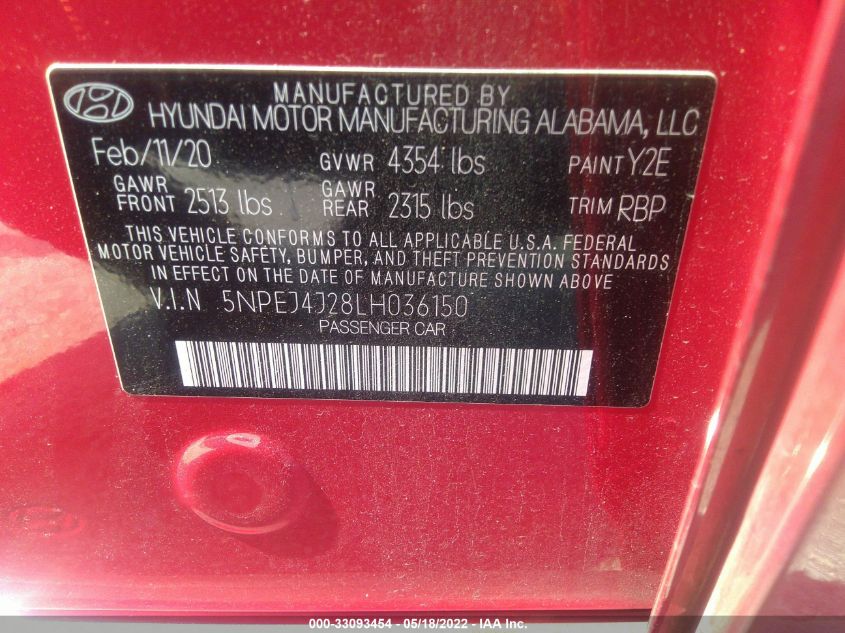 MANUFACTURED BY
HYUNDAI MOTOR MANUFACTURING ALABAMA, LLC
Feb/11/20 GVWR 4354 lbs PAINT Y2E
GAWR FRONT 2513 lbs GAWR REAR 2315 lbs TRIM RBP
THIS VEHICLE CONFORMS TO ALL APPLICABLE U.S.A. FEDERAL
MOTOR VEHICLE SAFETY, BUMPER, AND THEFT PREVENTION STANDARDS
IN EFFECT ON THE DATE OF MANUFACTURE SHOWN ABOVE
V.I.N 5NPEJ4J28LH036150
PASSENGER CAR
000-33093454 - 05/18/2022 - IAA Inc.